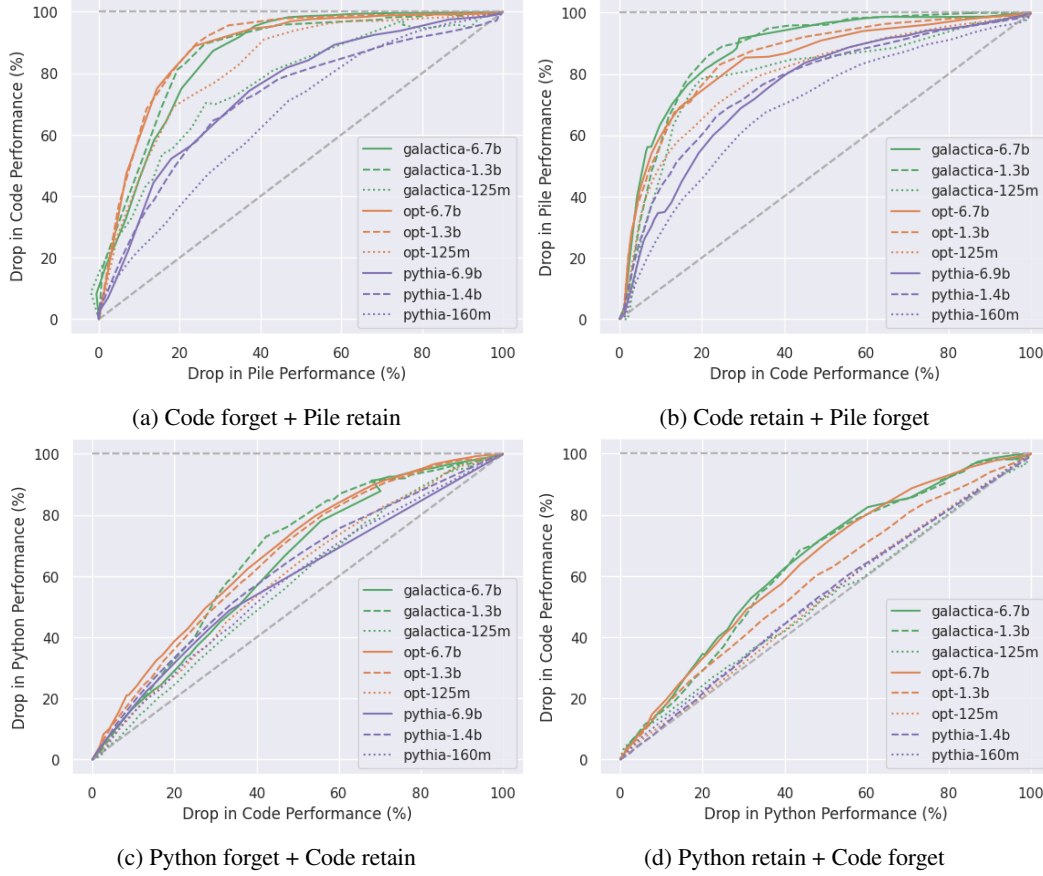 100
80
60
40
20
0
Drop in Code Performance (%)
galactica-6.7b
galactica-1.3b
galactica-125m
opt-6.7b
opt-1.3b
opt-125m
pythia-6.9b
pythia-1.4b
pythia-160m
0 20 40 60 80 100
Drop in Pile Performance (%)
(a) Code forget + Pile retain
100
80
60
40
20
0
Drop in Pile Performance (%)
galactica-6.7b
galactica-1.3b
galactica-125m
opt-6.7b
opt-1.3b
opt-125m
pythia-6.9b
pythia-1.4b
pythia-160m
0 20 40 60 80 100
Drop in Code Performance (%)
(b) Code retain + Pile forget
100
80
60
40
20
0
Drop in Python Performance (%)
galactica-6.7b
galactica-1.3b
galactica-125m
opt-6.7b
opt-1.3b
opt-125m
pythia-6.9b
pythia-1.4b
pythia-160m
0 20 40 60 80 100
Drop in Code Performance (%)
(c) Python forget + Code retain
100
80
60
40
20
0
Drop in Code Performance (%)
galactica-6.7b
galactica-1.3b
galactica-125m
opt-6.7b
opt-1.3b
opt-125m
pythia-1.4b
pythia-160m
0 20 40 60 80 100
Drop in Python Performance (%)
(d) Python retain + Code forget